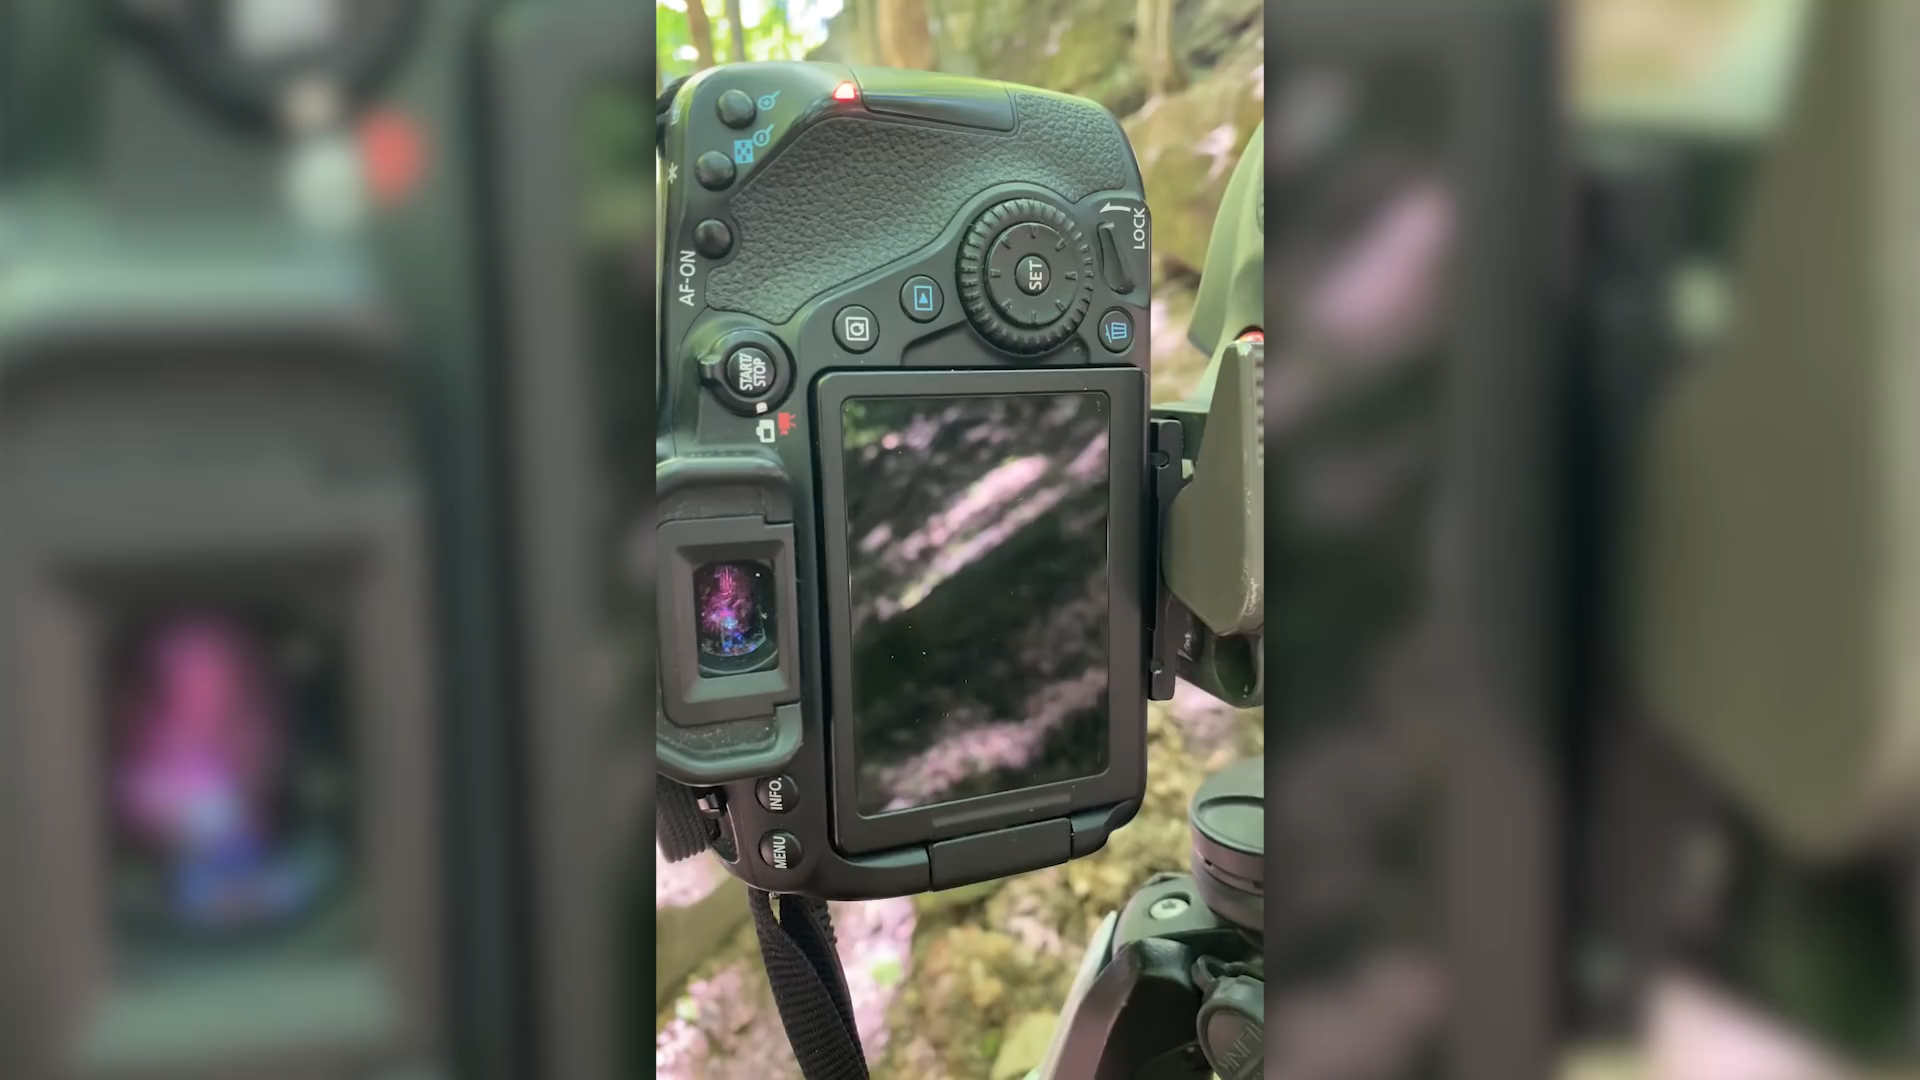 LOCK
AF-ON
SET
Q
START/
STOP
INFO.
MENU